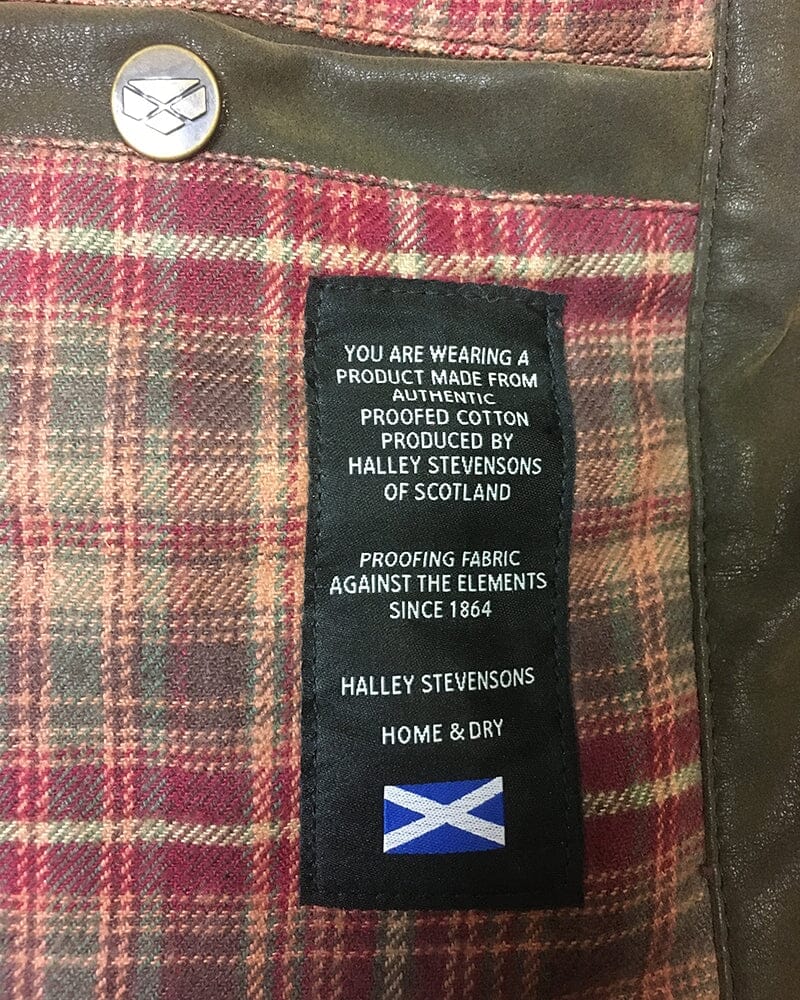 YOU ARE WEARING A
PRODUCT MADE FROM
AUTHENTIC
PROOFED COTTON
PRODUCED BY
HALLEY STEVENSONS
OF SCOTLAND
PROOFING FABRIC
AGAINST THE ELEMENTS
SINCE 1864
HALLEY STEVENSONS
HOME & DRY